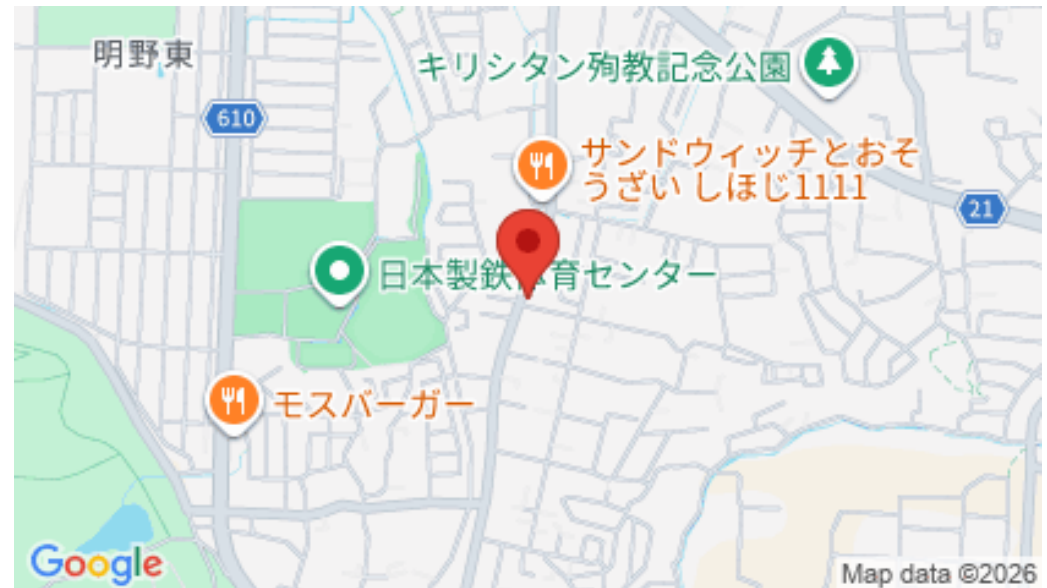 明野東
キリシタン殉教記念公園
610
サンドウィッチとおそ
うざい しほじ1111
21
日本製鉄体育センター
モスバーガー
Google
Map data ©2026